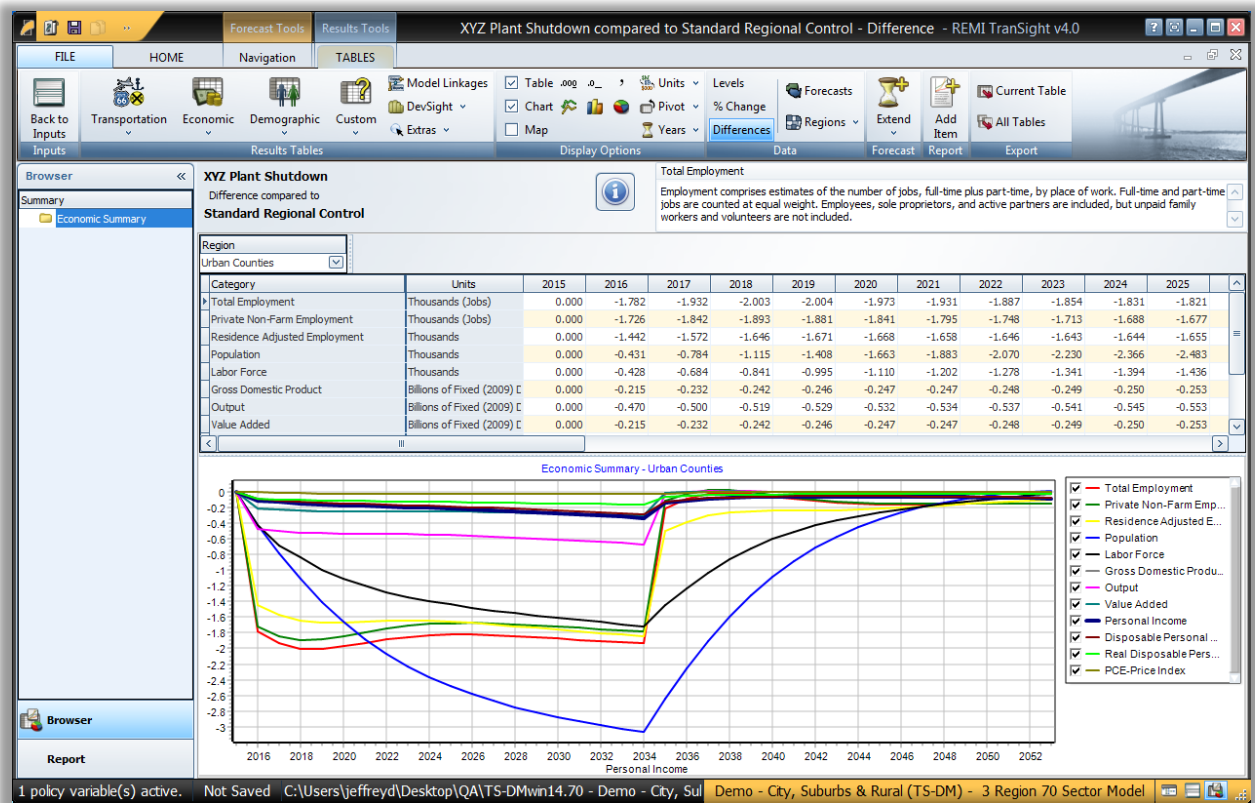 Forecast Tools Results Tools XYZ Plant Shutdown compared to Standard Regional Control - Difference - REMI TranSight v4.0
FILE HOME Navigation TABLES
Back to Inputs
Transportation Economic Demographic Custom
Model Linkages
DevSight
Extras
Table .000 .0_ , Units
Chart Pivot
Map Years
Levels
% Change
Differences
Forecasts
Regions
Extend
Add Item
Current Table
All Tables
Inputs Results Tables Display Options Data Forecast Report Export
Browser «
Summary
Economic Summary
XYZ Plant Shutdown
Difference compared to
Standard Regional Control
Total Employment
Employment comprises estimates of the number of jobs, full-time plus part-time, by place of work. Full-time and part-time
jobs are counted at equal weight. Employees, sole proprietors, and active partners are included, but unpaid family
workers and volunteers are not included.
Region
Urban Counties
Category Units 2015 2016 2017 2018 2019 2020 2021 2022 2023 2024 2025
Total Employment Thousands (Jobs) 0.000 -1.782 -1.932 -2.003 -2.004 -1.973 -1.931 -1.887 -1.854 -1.831 -1.821
Private Non-Farm Employment Thousands (Jobs) 0.000 -1.726 -1.842 -1.893 -1.881 -1.841 -1.795 -1.748 -1.713 -1.688 -1.677
Residence Adjusted Employment Thousands 0.000 -1.442 -1.572 -1.646 -1.671 -1.668 -1.658 -1.646 -1.643 -1.644 -1.655
Population Thousands 0.000 -0.431 -0.784 -1.115 -1.408 -1.663 -1.883 -2.070 -2.230 -2.366 -2.483
Labor Force Thousands 0.000 -0.428 -0.684 -0.841 -0.995 -1.110 -1.202 -1.278 -1.341 -1.394 -1.436
Gross Domestic Product Billions of Fixed (2009) D 0.000 -0.215 -0.232 -0.242 -0.246 -0.247 -0.247 -0.248 -0.249 -0.250 -0.253
Output Billions of Fixed (2009) D 0.000 -0.470 -0.500 -0.519 -0.529 -0.532 -0.534 -0.537 -0.541 -0.545 -0.553
Value Added Billions of Fixed (2009) D 0.000 -0.215 -0.232 -0.242 -0.246 -0.247 -0.247 -0.248 -0.249 -0.250 -0.253
Economic Summary - Urban Counties
0
-0.2
-0.4
-0.6
-0.8
-1
-1.2
-1.4
-1.6
-1.8
-2
-2.2
-2.4
-2.6
-2.8
-3
2016 2018 2020 2022 2024 2026 2028 2030 2032 2034 2036 2038 2040 2042 2044 2046 2048 2050 2052
Personal Income
Total Employment
Private Non-Farm Emp...
Residence Adjusted E...
Population
Labor Force
Gross Domestic Produ...
Output
Value Added
Personal Income
Disposable Personal ...
Real Disposable Pers...
PCE-Price Index
Browser
Report
1 policy variable(s) active. Not Saved C:\Users\jeffreyd\Desktop\QA\TS-DMwin14.70 - Demo - City, Sul Demo - City, Suburbs & Rural (TS-DM) - 3 Region 70 Sector Model